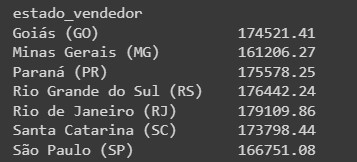 estado_vendedor
Goiás (GO) 174521.41
Minas Gerais (MG) 161206.27
Paraná (PR) 175578.25
Rio Grande do Sul (RS) 176442.24
Rio de Janeiro (RJ) 179109.86
Santa Catarina (SC) 173798.44
São Paulo (SP) 166751.08